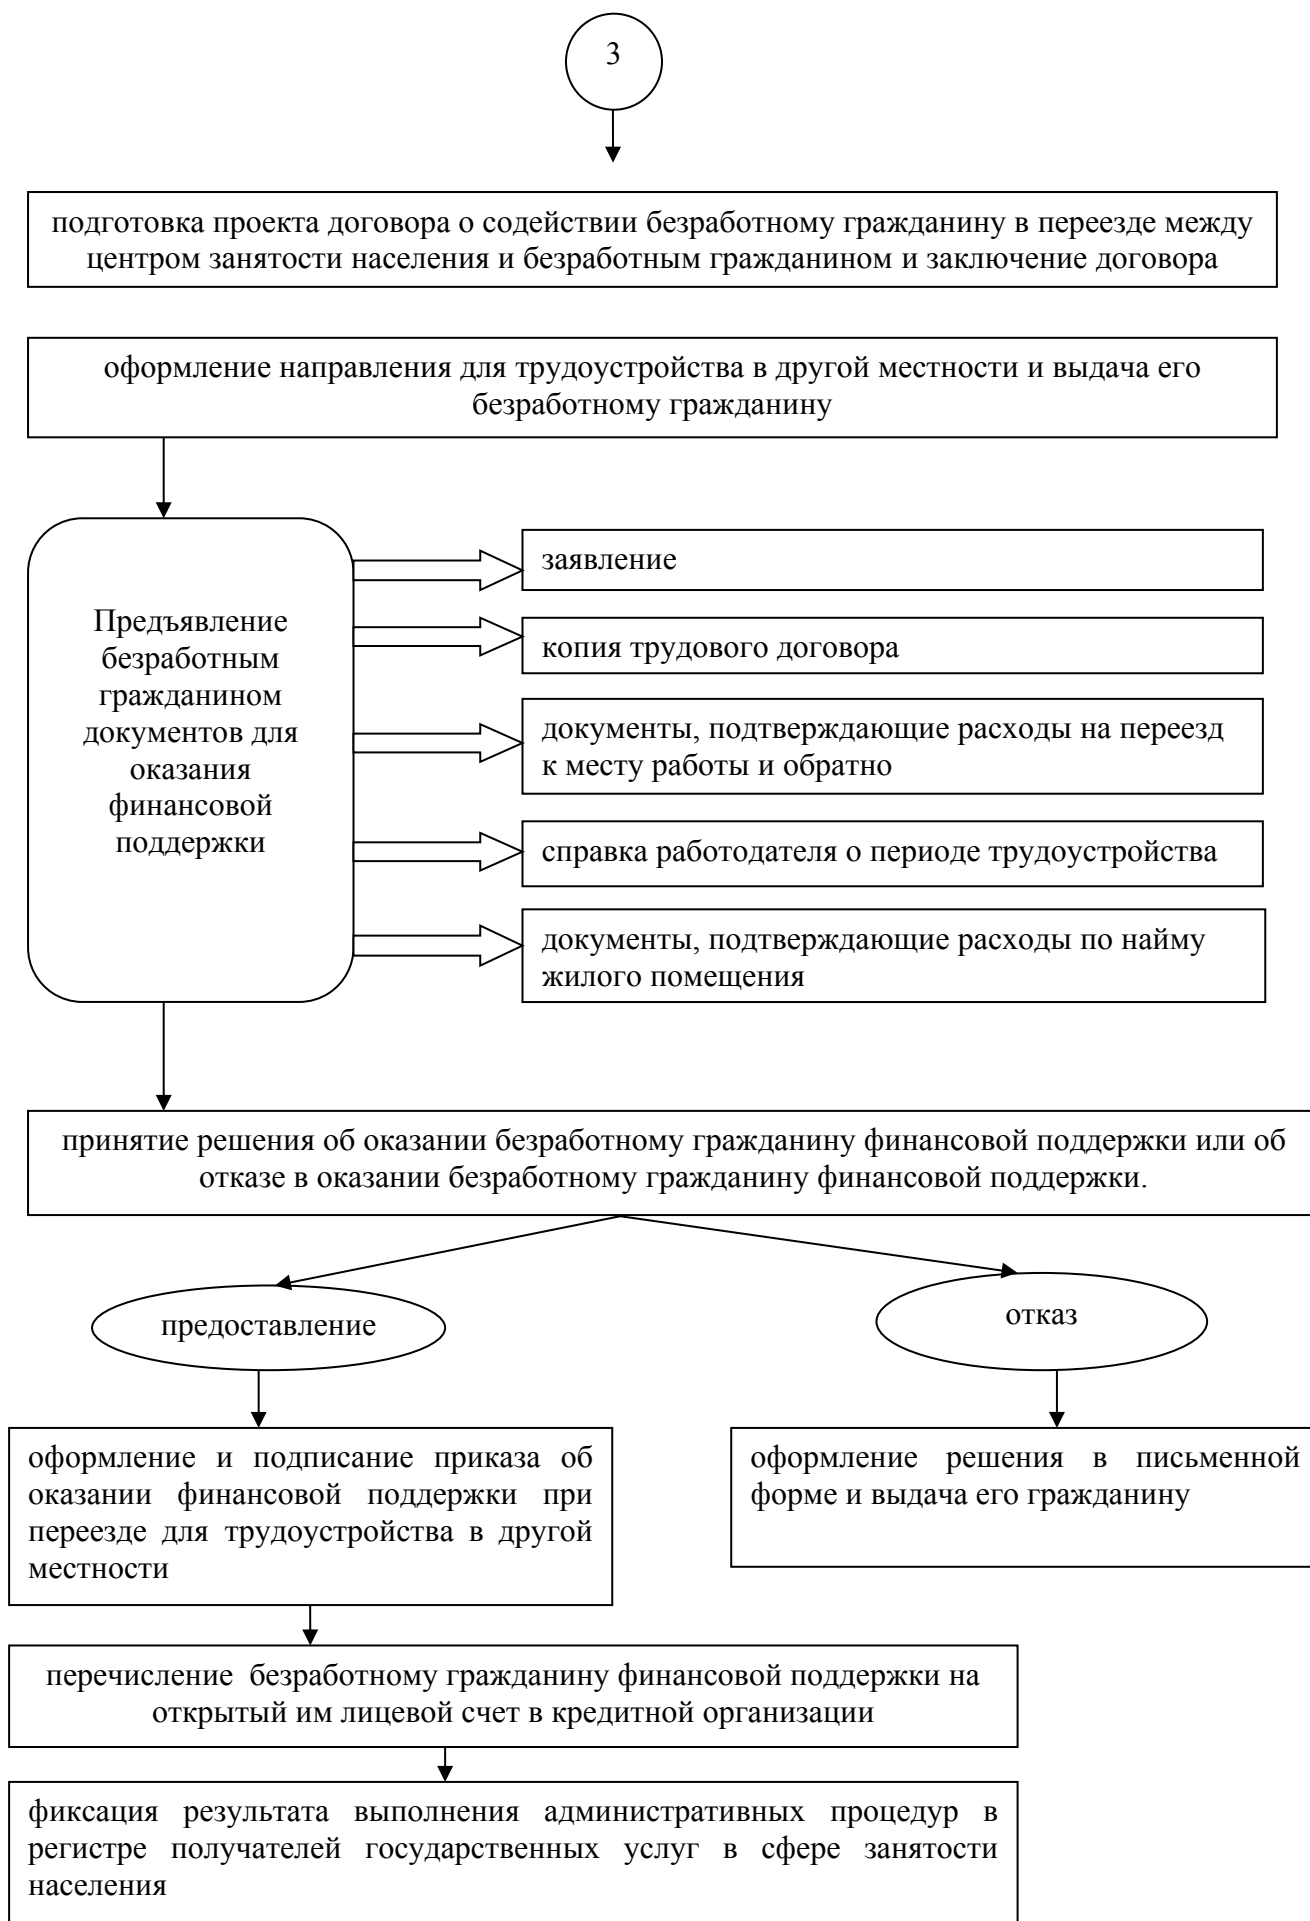 3
подготовка проекта договора о содействии безработному гражданину в переезде между
центром занятости населения и безработным гражданином и заключение договора
оформление направления для трудоустройства в другой местности и выдача его
безработному гражданину
Предъявление
безработным
гражданином
документов для
оказания
финансовой
поддержки
заявление
копия трудового договора
документы, подтверждающие расходы на переезд
к месту работы и обратно
справка работодателя о периоде трудоустройства
документы, подтверждающие расходы по найму
жилого помещения
принятие решения об оказании безработному гражданину финансовой поддержки или об
отказе в оказании безработному гражданину финансовой поддержки.
предоставление
отказ
оформление и подписание приказа об
оказании финансовой поддержки при
переезде для трудоустройства в другой
местности
оформление решения в письменной
форме и выдача его гражданину
перечисление безработному гражданину финансовой поддержки на
открытый им лицевой счет в кредитной организации
фиксация результата выполнения административных процедур в
регистре получателей государственных услуг в сфере занятости
населения